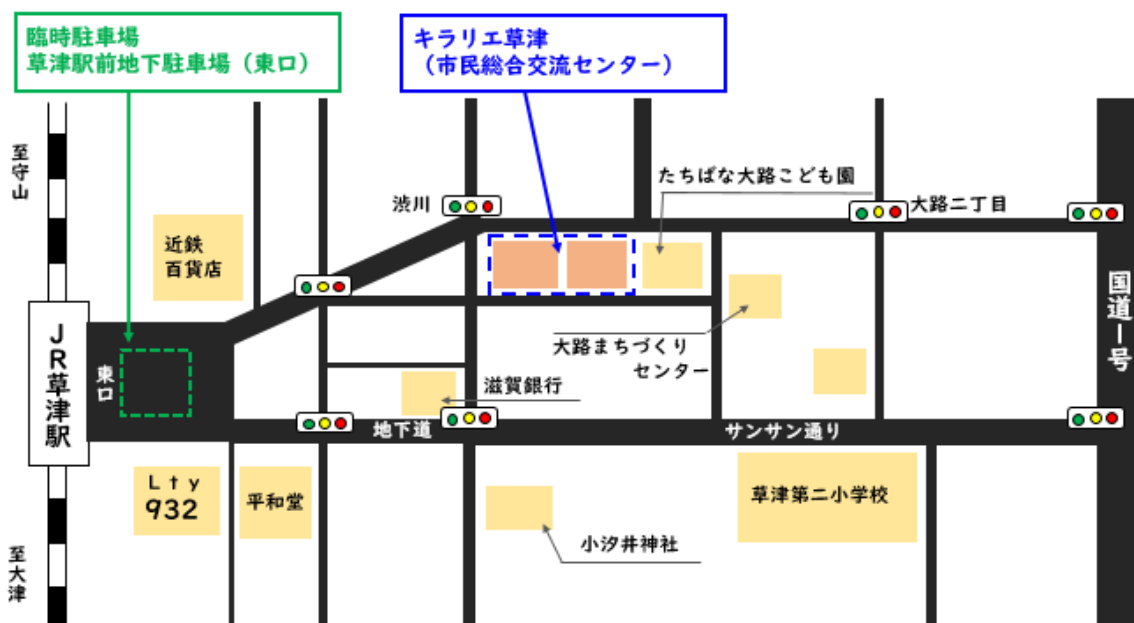 臨時駐車場
草津駅前地下駐車場（東口）
キラリエ草津
（市民総合交流センター）
至守山
たちばな大路こども園
渋川
大路二丁目
近鉄
百貨店
国道一号
JR草津駅
東口
大路まちづくり
センター
滋賀銀行
地下道
サンサン通り
Lty
932
平和堂
草津第二小学校
小汐井神社
至大津